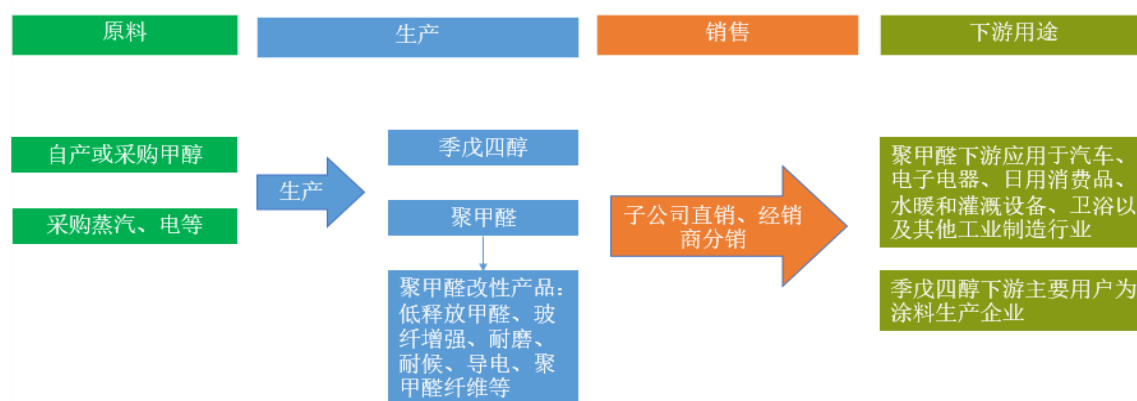 原料
生产
销售
下游用途
自产或采购甲醇
采购蒸汽、电等
生产
季戊四醇
聚甲醛
聚甲醛改性产品：
低释放甲醛、玻
纤增强、耐磨、
耐候、导电、聚
甲醛纤维等
子公司直销、经销
商分销
聚甲醛下游应用于汽车、
电子电器、日用消费品、
水暖和灌溉设备、卫浴以
及其他工业制造行业
季戊四醇下游主要用户为
涂料生产企业